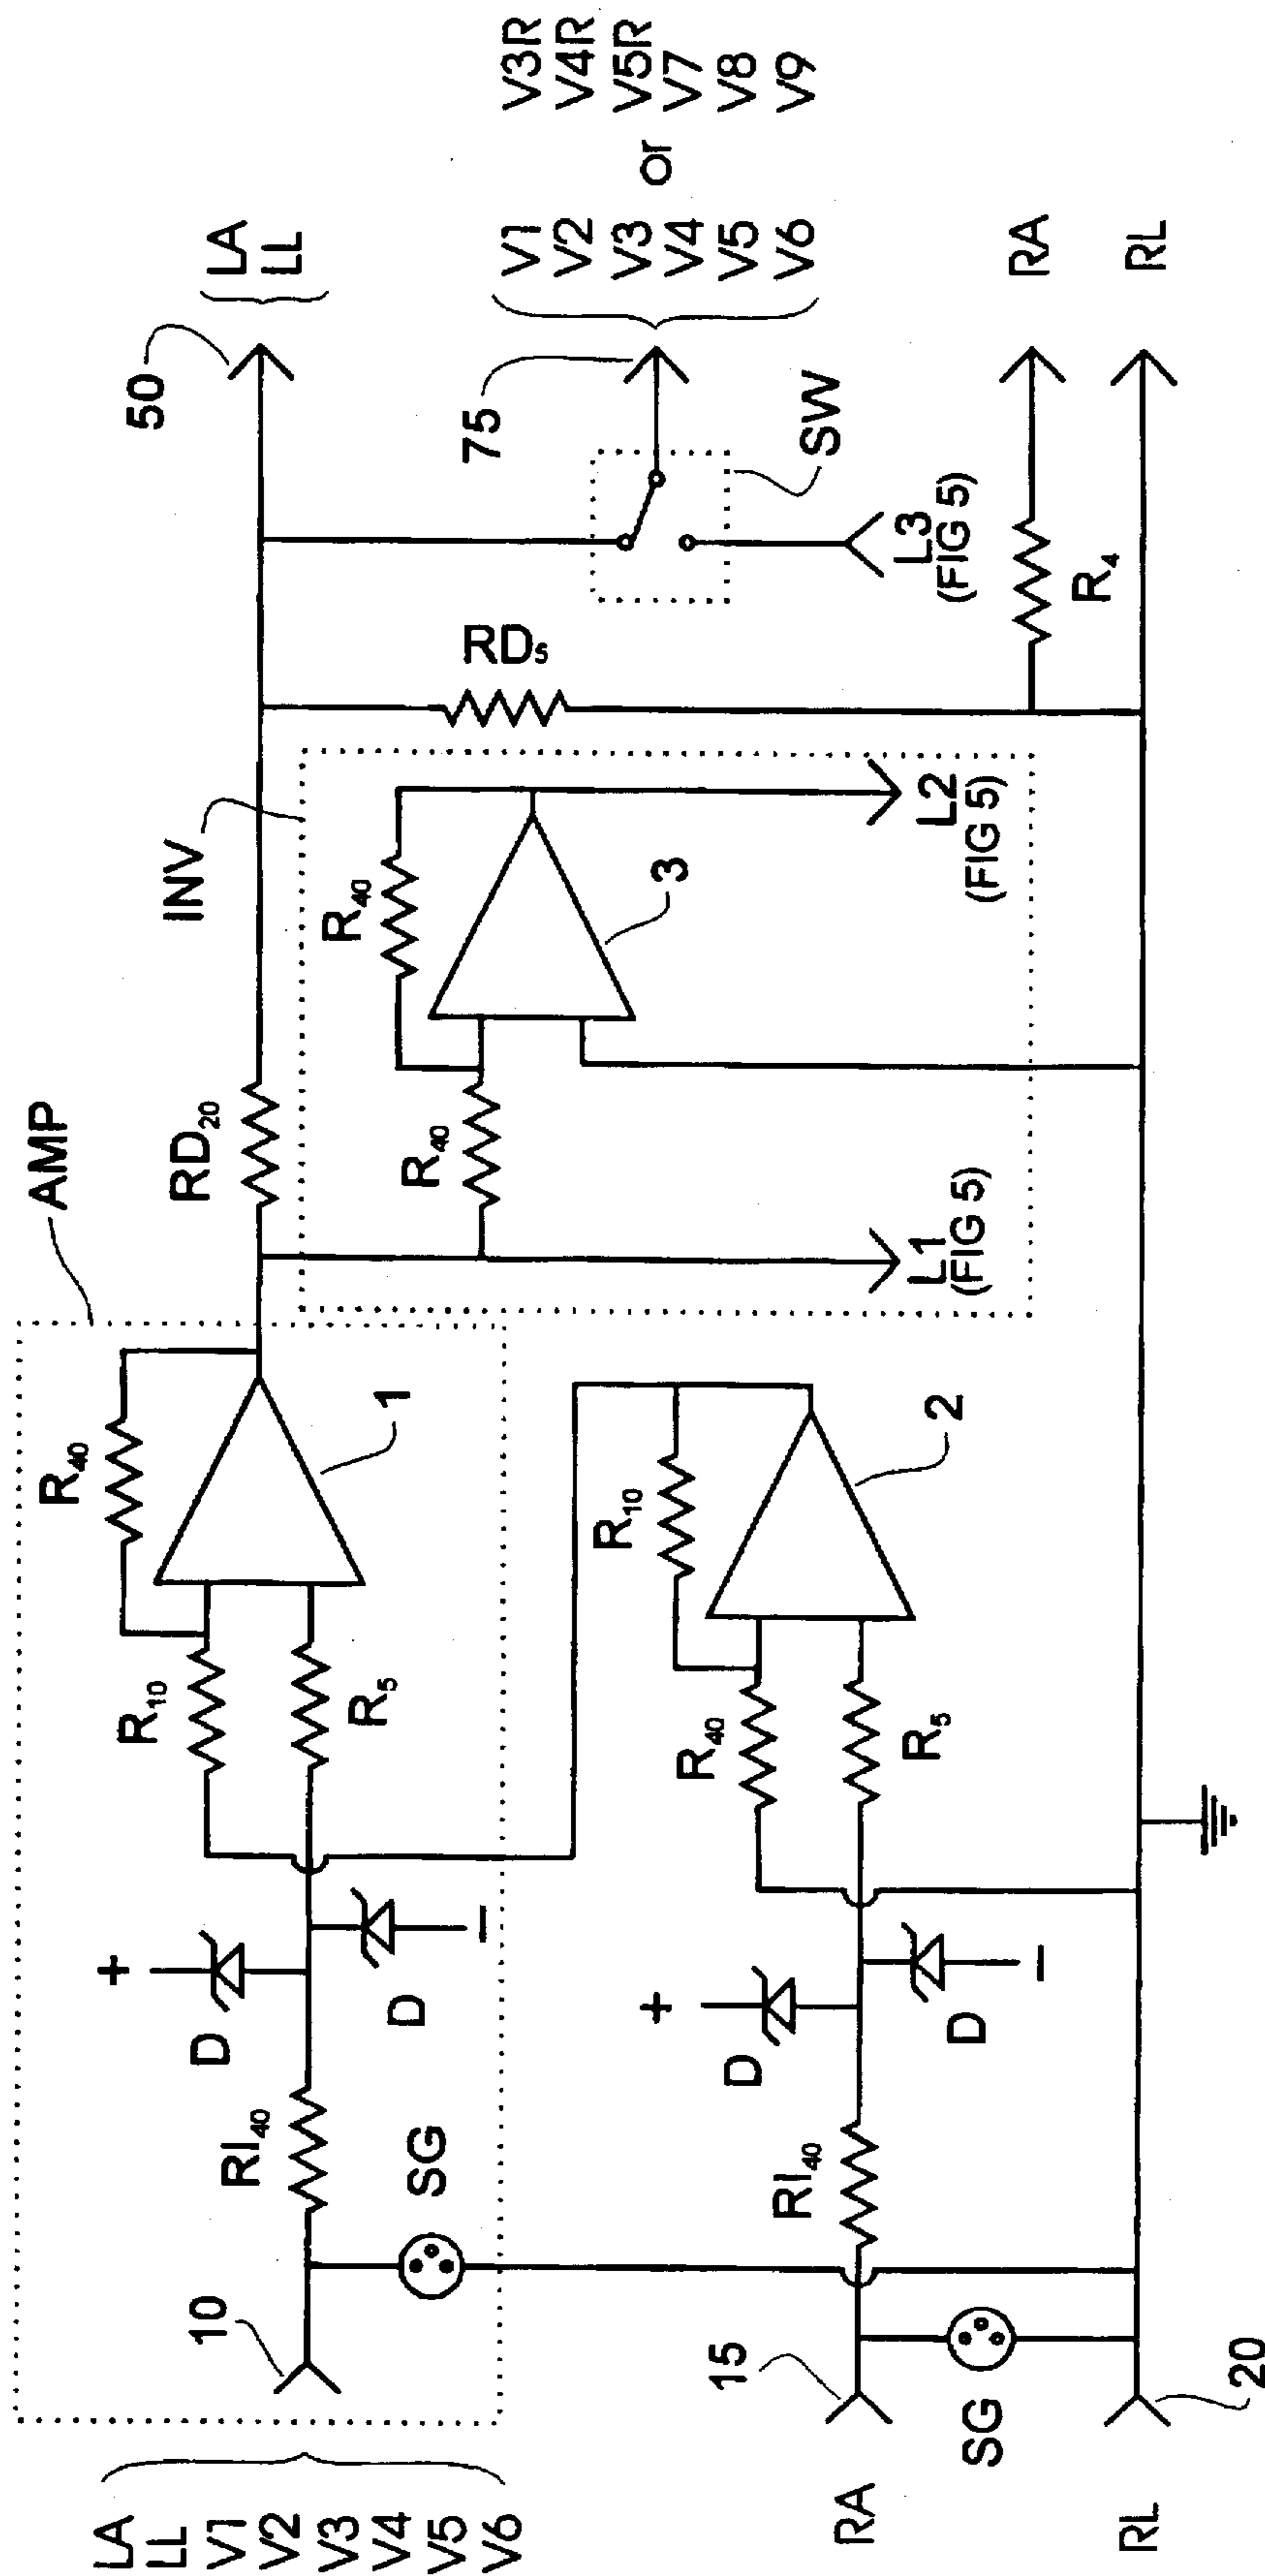 LA
LL
V1
V2
V3
V4
V5
V6
10
RI40
SG
+
D
D
−
R10
R5
R40
1
AMP
RD20
INV
R40
R40
3
L1
(FIG 5)
L2
(FIG 5)
RD5
50
LA
LL
75
SW
L3
(FIG 5)
V1
V2
V3
V4
V5
V6
or
V3R
V4R
V5R
V7
V8
V9
RA
15
SG
RI40
+
D
D
−
R40
R5
R10
2
R4
RA
RL
20
RL